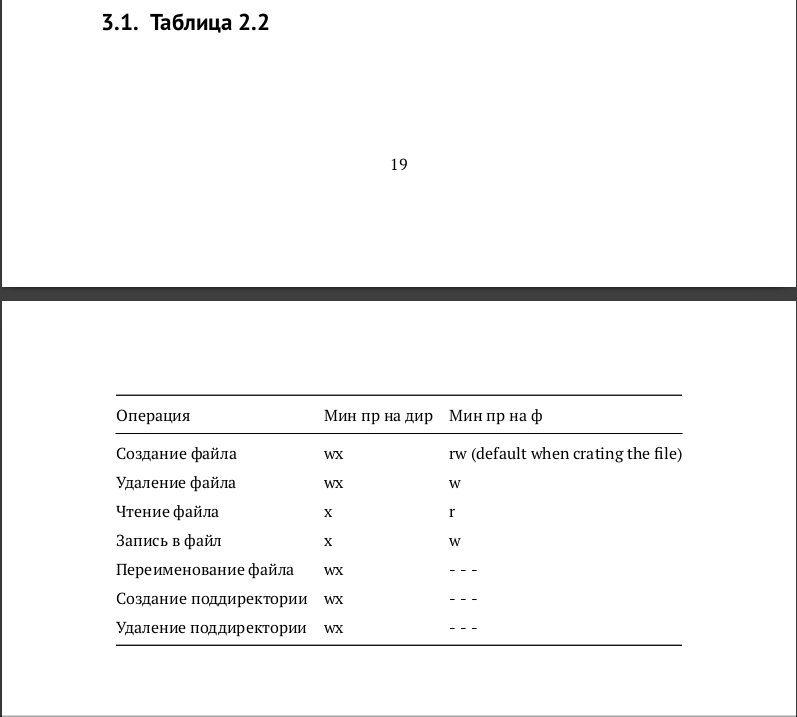 3.1. Таблица 2.2
19
Операция Мин пр на дир Мин пр на ф
Создание файла wx rw (default when crating the file)
Удаление файла wx w
Чтение файла x r
Запись в файл x w
Переименование файла wx - - -
Создание поддиректории wx - - -
Удаление поддиректории wx - - -